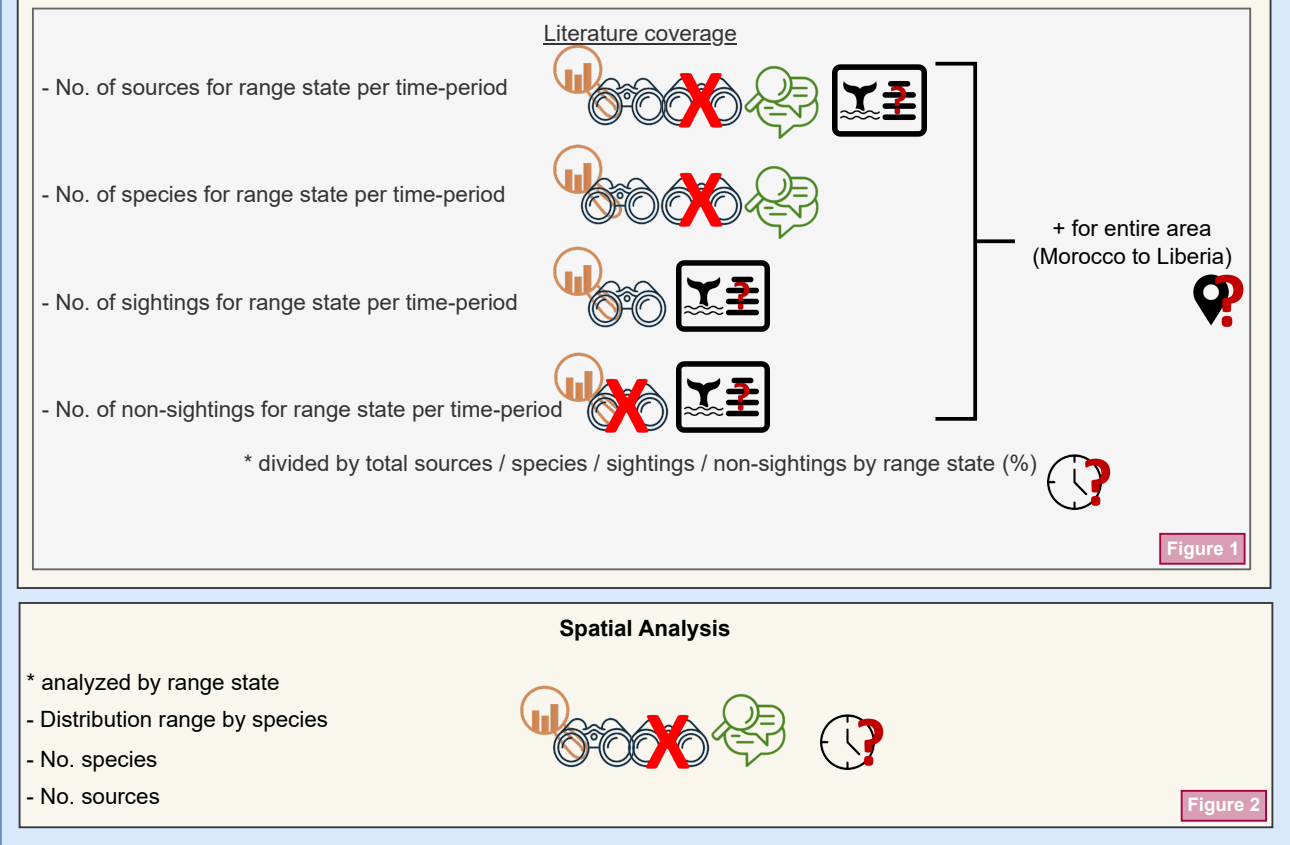 Literature coverage
- No. of sources for range state per time-period
- No. of species for range state per time-period
+ for entire area
(Morocco to Liberia)
- No. of sightings for range state per time-period
- No. of non-sightings for range state per time-period
* divided by total sources / species / sightings / non-sightings by range state (%)
Figure 1
Spatial Analysis
* analyzed by range state
- Distribution range by species
- No. species
- No. sources
Figure 2